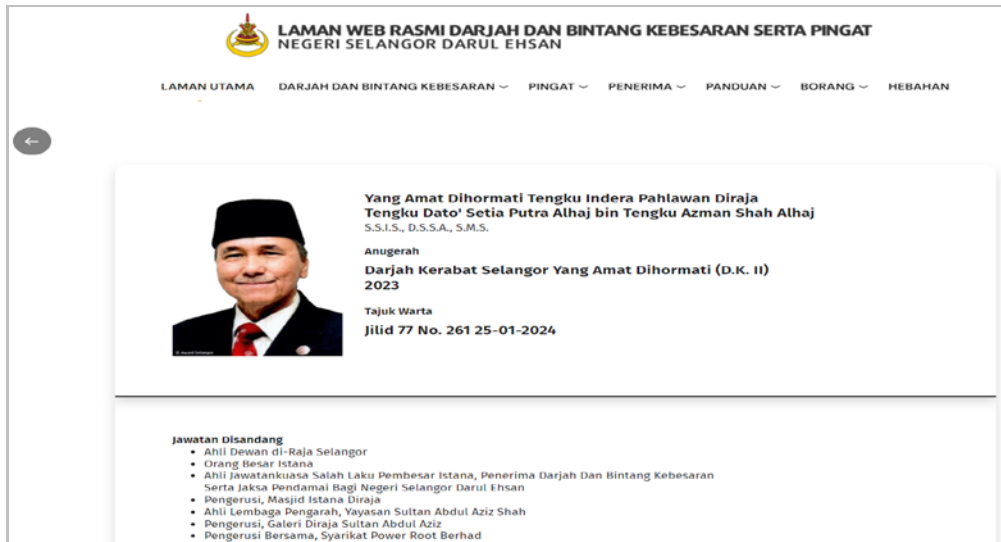 LAMAN WEB RASMI DARJAH DAN BINTANG KEBESARAN SERTA PINGAT
NEGERI SELANGOR DARUL EHSAN
LAMAN UTAMA DARJAH DAN BINTANG KEBESARAN PINGAT PENERIMA PANDUAN BORANG HEBAHAN
Yang Amat Dihormati Tengku Indera Pahlawan Diraja
Tengku Dato' Setia Putra Alhaj bin Tengku Azman Shah Alhaj
S.S.I.S., D.S.S.A., S.M.S.
Anugerah
Darjah Kerabat Selangor Yang Amat Dihormati (D.K. II)
2023
Tajuk Warta
Jilid 77 No. 261 25-01-2024
Jawatan Disandang
• Ahli Dewan di-Raja Selangor
• Orang Besar Istana
• Ahli Jawatankuasa Salah Laku Pembesar Istana, Penerima Darjah Dan Bintang Kebesaran
Serta Jaksa Pendamai Bagi Negeri Selangor Darul Ehsan
• Pengerusi, Masjid Istana Diraja
• Ahli Lembaga Pengarah, Yayasan Sultan Abdul Aziz Shah
• Pengerusi, Galeri Diraja Sultan Abdul Aziz
• Pengerusi Bersama, Syarikat Power Root Berhad